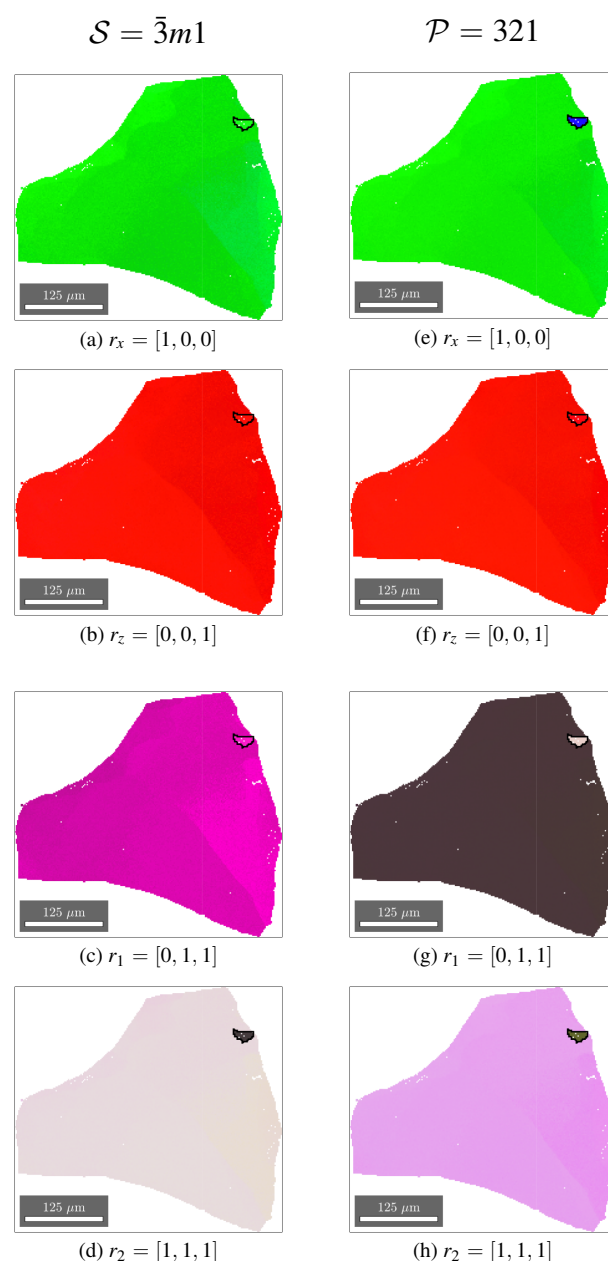 𝒮 = 3̄m1
𝒫 = 321
125 μm
125 μm
(a) r_x = [1, 0, 0]
(e) r_x = [1, 0, 0]
125 μm
125 μm
(b) r_z = [0, 0, 1]
(f) r_z = [0, 0, 1]
125 μm
125 μm
(c) r_1 = [0, 1, 1]
(g) r_1 = [0, 1, 1]
125 μm
125 μm
(d) r_2 = [1, 1, 1]
(h) r_2 = [1, 1, 1]